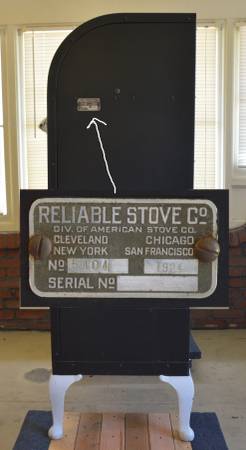 RELIABLE STOVE CO.
DIV. OF AMERICAN STOVE CO.
CLEVELAND CHICAGO
NEW YORK SAN FRANCISCO
NO
SERIAL NO